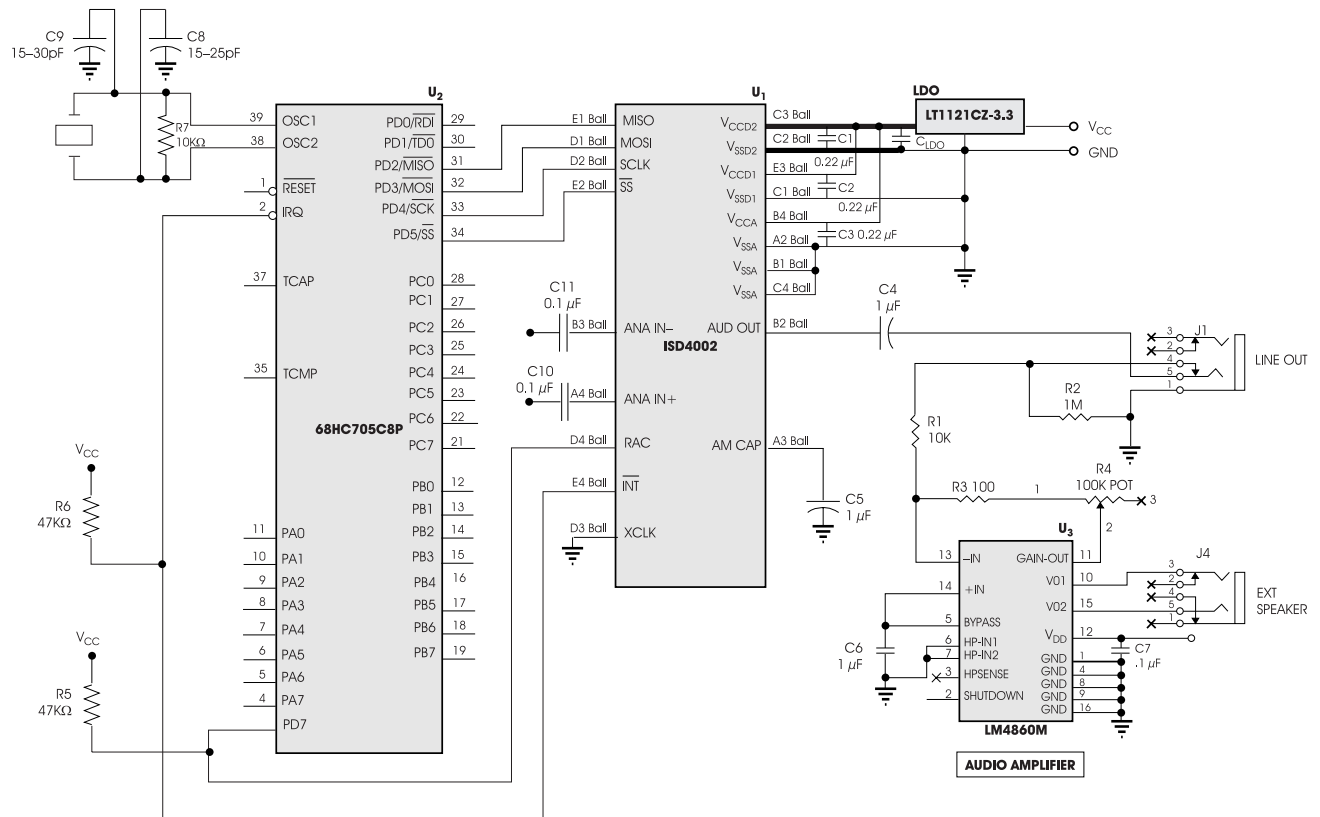 C9
15–30pF
C8
15–25pF
R7
10KΩ
U2
39
OSC1
38
OSC2
1
RESET
2
IRQ
37
TCAP
35
TCMP
68HC705C8P
11
PA0
10
PA1
9
PA2
8
PA3
7
PA4
6
PA5
5
PA6
4
PA7
PD7
PD0/RDI
29
PD1/TD0
30
PD2/MISO
31
PD3/MOSI
32
PD4/SCK
33
PD5/SS
34
PC0
28
PC1
27
PC2
26
PC3
25
PC4
24
PC5
23
PC6
22
PC7
21
PB0
12
PB1
13
PB2
14
PB3
15
PB4
16
PB5
17
PB6
18
PB7
19
VCC
R6
47KΩ
VCC
R5
47KΩ
U1
E1 Ball
MISO
D1 Ball
MOSI
D2 Ball
SCLK
E2 Ball
SS
C11
0.1 µF
B3 Ball
ANA IN–
C10
0.1 µF
A4 Ball
ANA IN+
D4 Ball
RAC
E4 Ball
INT
D3 Ball
XCLK
ISD4002
VCCD2
C3 Ball
VSSD2
C2 Ball
VCCD1
E3 Ball
VSSD1
C1 Ball
VCCA
B4 Ball
VSSA
A2 Ball
VSSA
B1 Ball
VSSA
C4 Ball
AUD OUT
B2 Ball
AM CAP
A3 Ball
C1
0.22 µF
C2
0.22 µF
C3 0.22 µF
CLDO
LDO
LT1121CZ-3.3
VCC
GND
C4
1 µF
C5
1 µF
J1
3
2
4
5
1
LINE OUT
R2
1M
R1
10K
R3 100
1
R4
100K POT
3
2
U3
13
–IN
14
+IN
5
BYPASS
6
HP-IN1
7
HP-IN2
3
HPSENSE
2
SHUTDOWN
GAIN-OUT
11
V01
10
V02
15
VDD
12
GND
1
GND
4
GND
8
GND
9
GND
16
LM4860M
C6
1 µF
C7
.1 µF
J4
3
2
4
5
1
EXT
SPEAKER
AUDIO AMPLIFIER